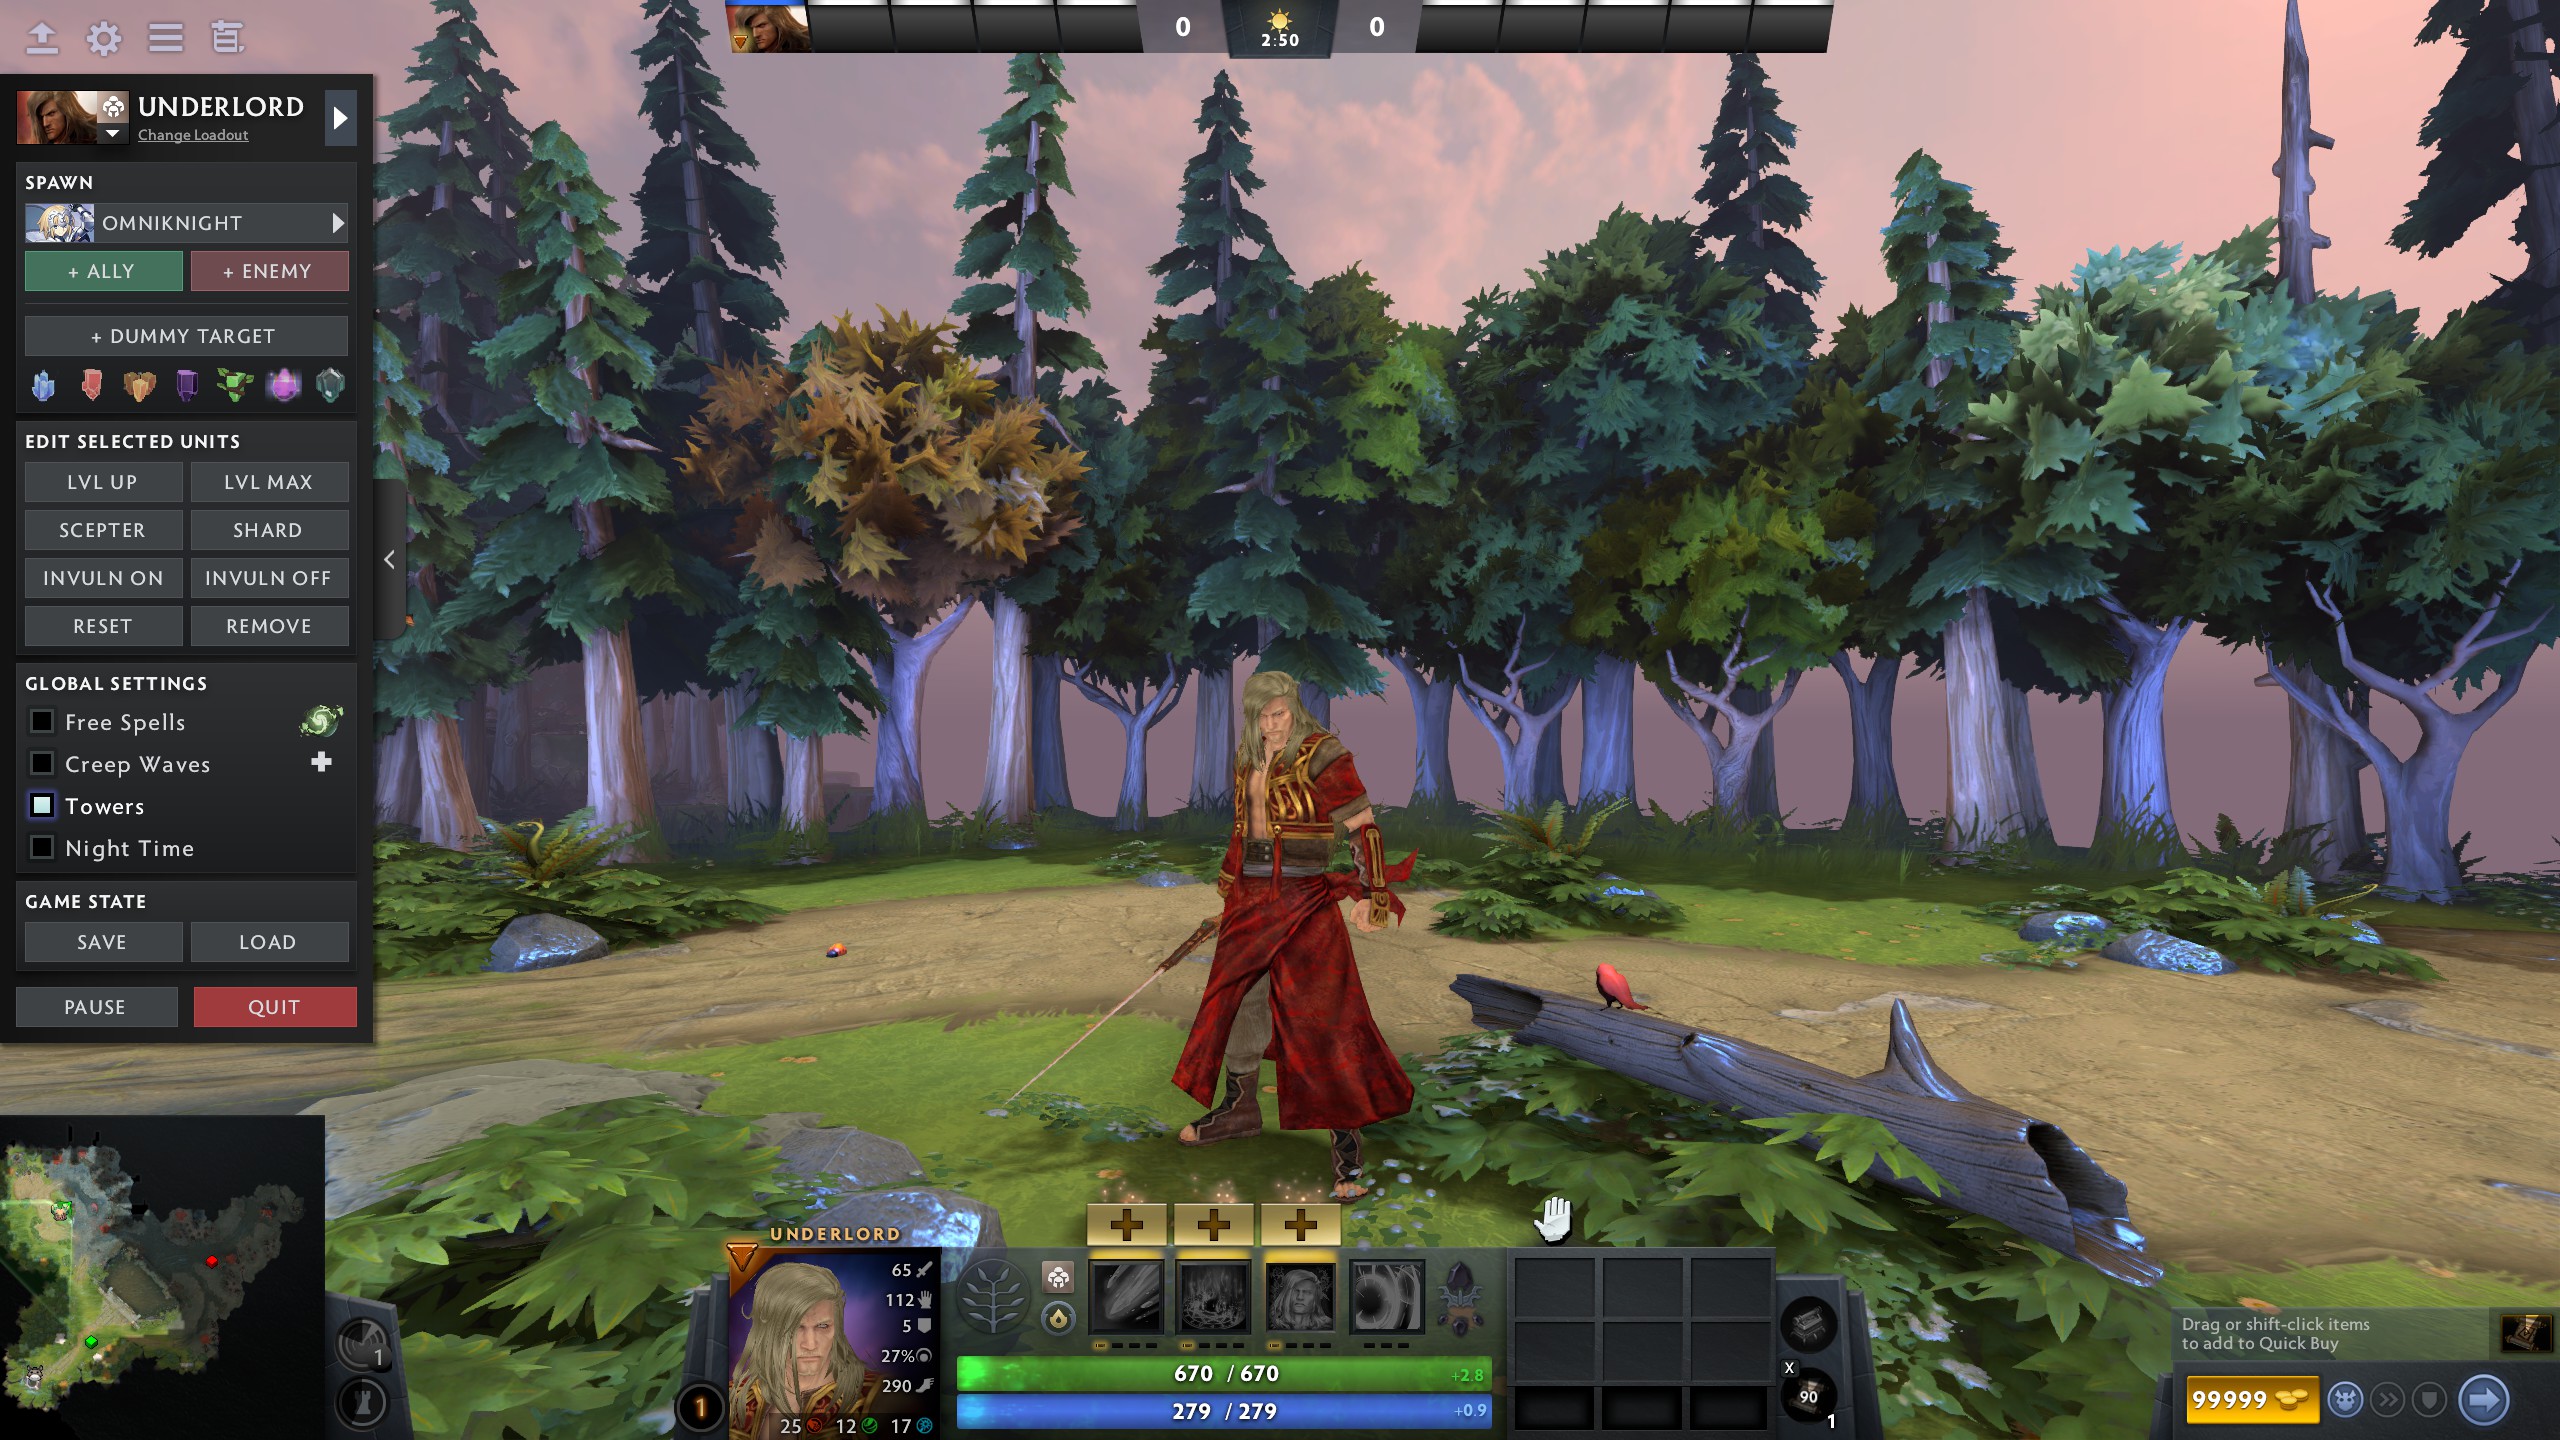 0
2:50
0
UNDERLORD
Change Loadout
SPAWN
OMNIKNIGHT
+ ALLY
+ ENEMY
+ DUMMY TARGET
EDIT SELECTED UNITS
LVL UP
LVL MAX
SCEPTER
SHARD
INVULN ON
INVULN OFF
RESET
REMOVE
GLOBAL SETTINGS
Free Spells
Creep Waves
Towers
Night Time
GAME STATE
SAVE
LOAD
PAUSE
QUIT
1
UNDERLORD
65
112
5
27%
290
1
25
12
17
670 / 670
+2.8
279 / 279
+0.9
X
90
1
Drag or shift-click items
to add to Quick Buy
99999